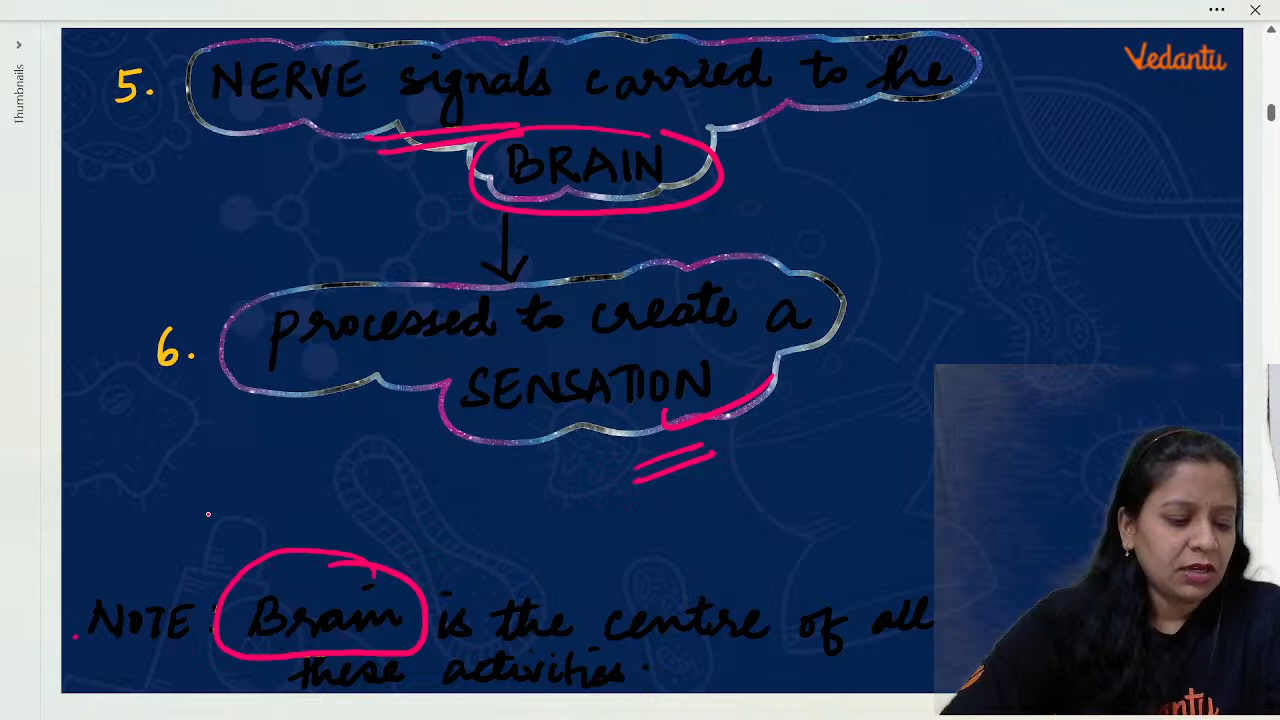 Thumbnails
Vedantu
5. NERVE signals carried to the
BRAIN
6. processed to create a
SENSATION
NOTE: Brain is the centre of all
these activities.
antu